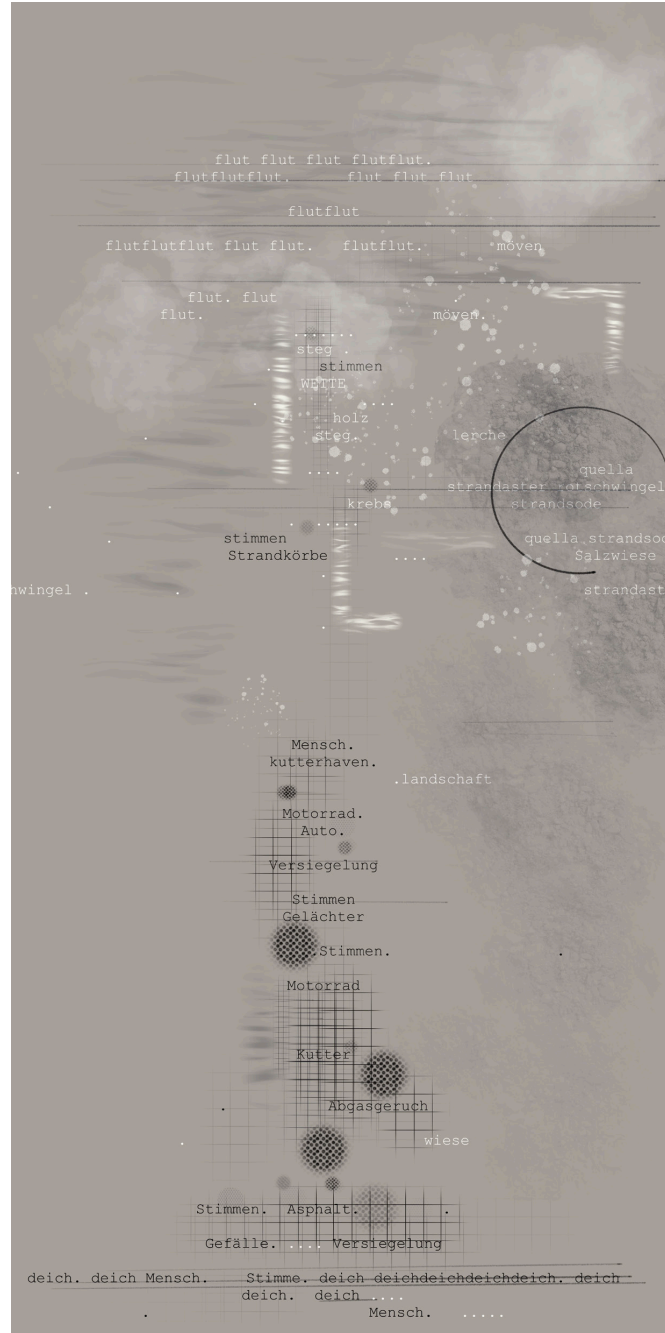 flut flut flut flutflut.
flutflutflut. flut flut flut
flutflut
flutflutflut flut flut. flutflut. möven
flut. flut
flut. möven.
.......
steg .
stimmen
WETTE
. ....
..holz
steg. lerche
quella
....
strandaster rotschwingel
krebs strandsode
. .....
stimmen quella strandsod
Strandkörbe Salzwiese
....
hwingel . strandast
Mensch.
kutterhaven.
.landschaft
Motorrad.
Auto.
Versiegelung
Stimmen
Gelächter
.Stimmen.
Motorrad
Kutter
Abgasgeruch
wiese
Stimmen. Asphalt. .
Gefälle. .... Versiegelung
deich. deich Mensch. Stimme. deich deichdeichdeichdeich. deich
deich. deich ....
. Mensch. .....